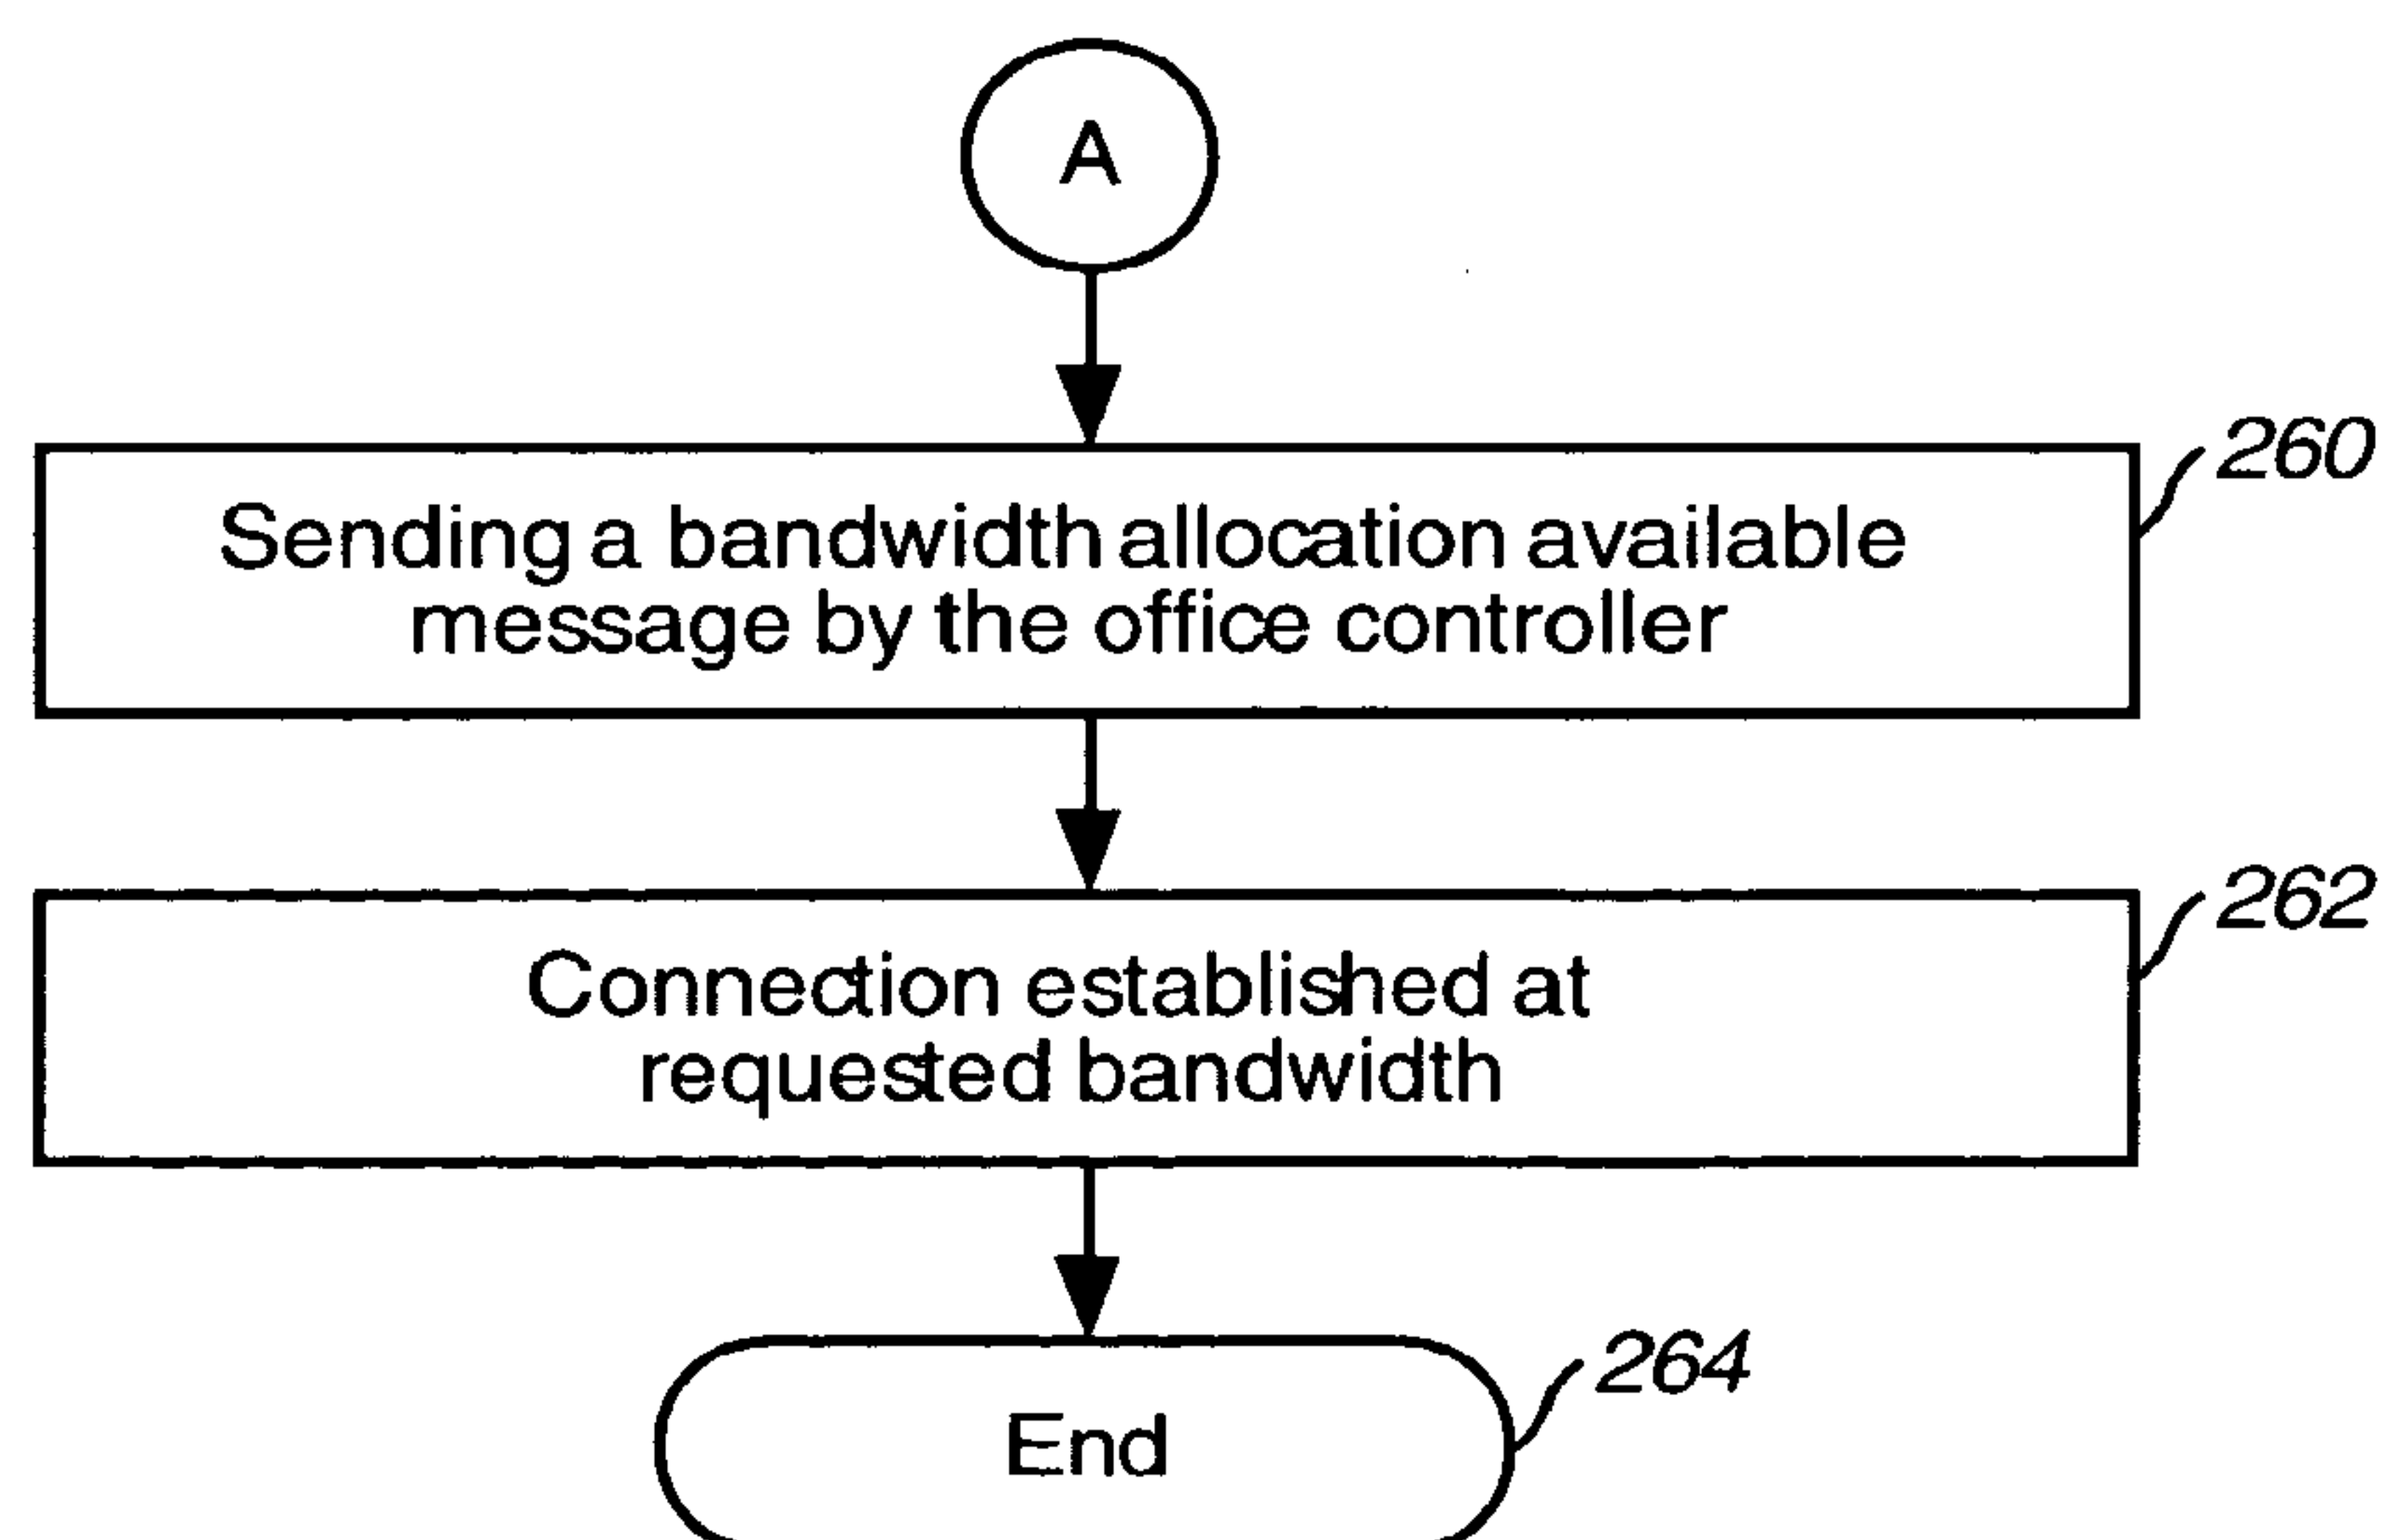 A
260
Sending a bandwidth allocation available
message by the office controller
262
Connection established at
requested bandwidth
264
End